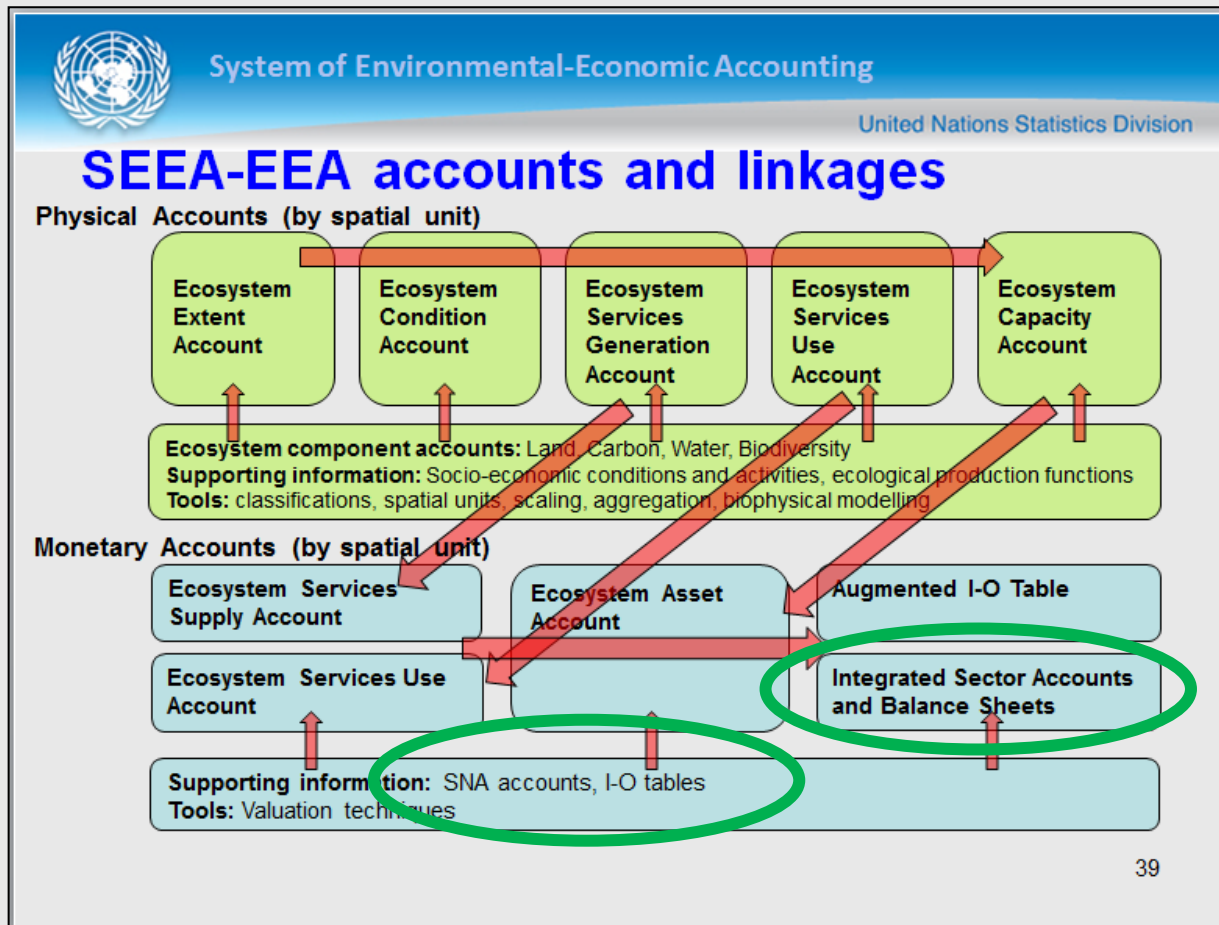 System of Environmental-Economic Accounting
United Nations Statistics Division
SEEA-EEA accounts and linkages
Physical Accounts (by spatial unit)
Ecosystem
Extent
Account
Ecosystem
Condition
Account
Ecosystem
Services
Generation
Account
Ecosystem
Services
Use
Account
Ecosystem
Capacity
Account
Ecosystem component accounts: Land, Carbon, Water, Biodiversity
Supporting information: Socio-economic conditions and activities, ecological production functions
Tools: classifications, spatial units, scaling, aggregation, biophysical modelling
Monetary Accounts (by spatial unit)
Ecosystem Services
Supply Account
Ecosystem Services Use
Account
Ecosystem Asset
Account
Augmented I-O Table
Integrated Sector Accounts
and Balance Sheets
Supporting information: SNA accounts, I-O tables
Tools: Valuation techniques
39